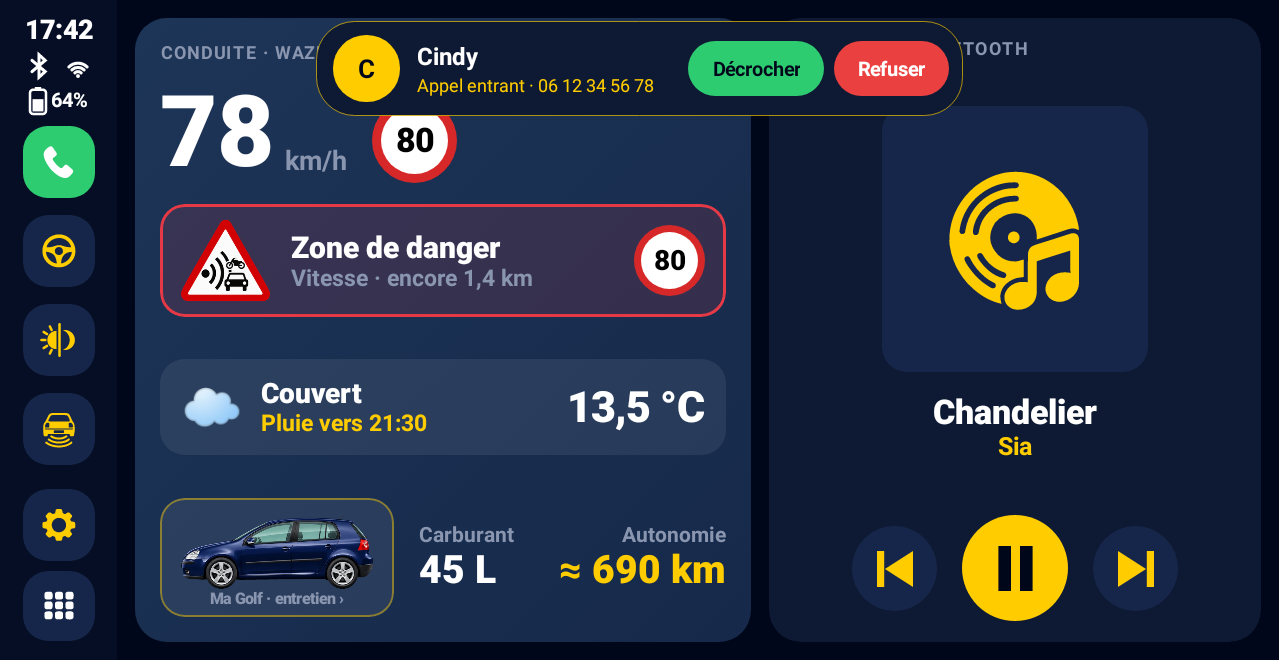 17:42
64%
CONDUITE · WAZ
78 km/h
80
Zone de danger
Vitesse · encore 1,4 km
80
Couvert
Pluie vers 21:30
13,5 °C
Ma Golf · entretien ›
Carburant
45 L
Autonomie
≈ 690 km
C
Cindy
Appel entrant · 06 12 34 56 78
Décrocher
Refuser
TOOTH
Chandelier
Sia